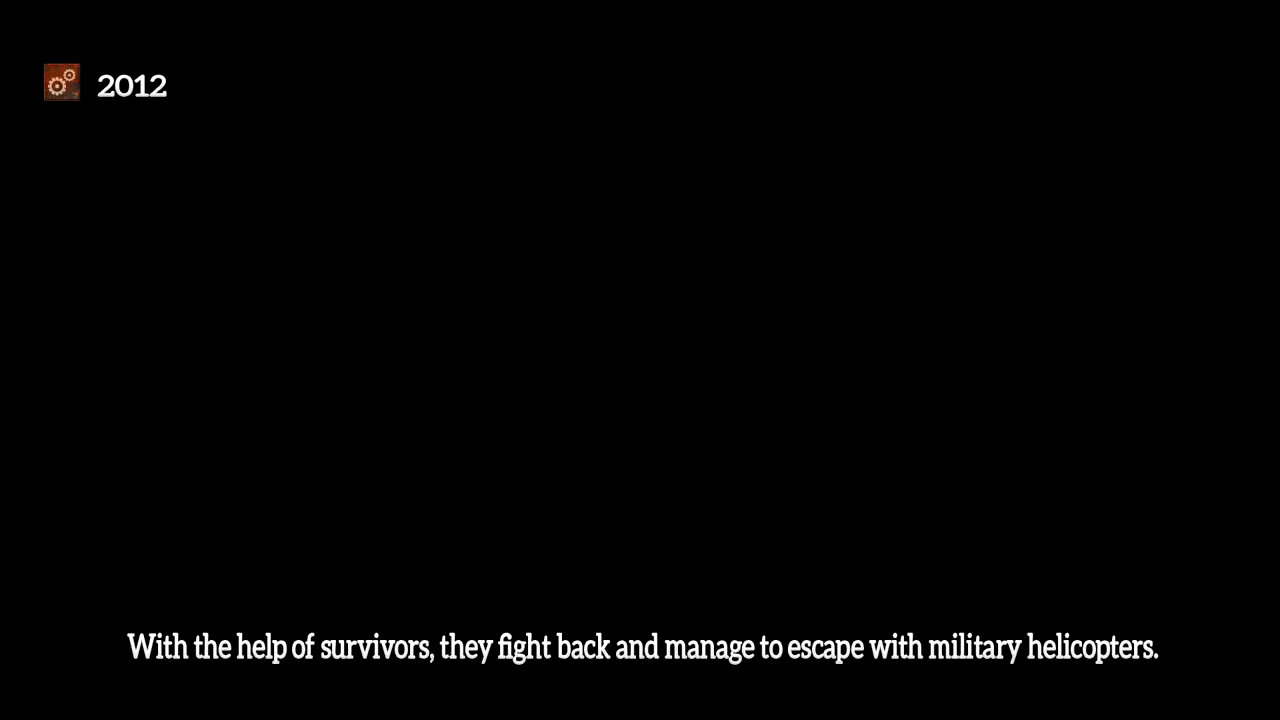 2012
With the help of survivors, they fight back and manage to escape with military helicopters.